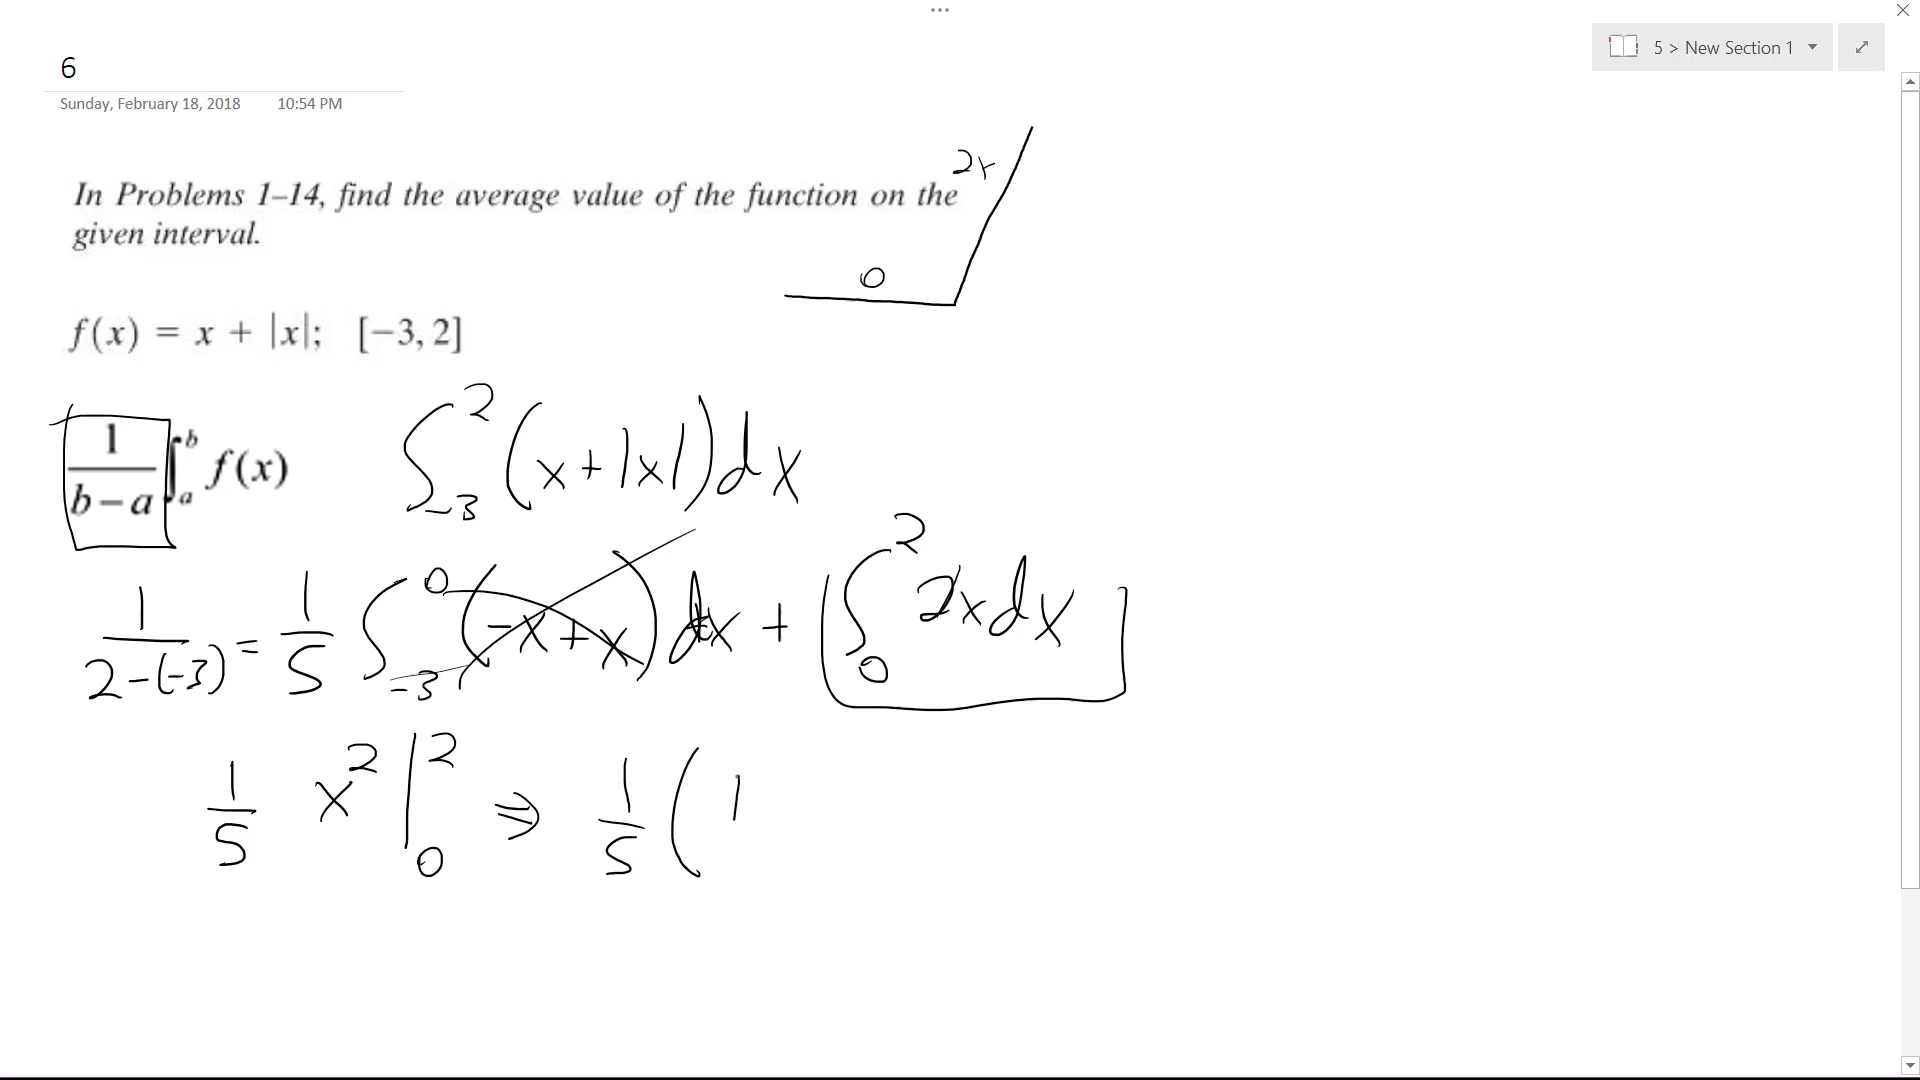 5 > New Section 1
6
Sunday, February 18, 2018 10:54 PM
2x
In Problems 1–14, find the average value of the function on the
given interval.
0
f(x) = x + |x|; [−3, 2]
1/(b − a) ∫_a^b f(x)
∫_{-3}^2 (x+|x|)dx
1/(2-(-3)) = 1/5 ∫_{-3}^0 (-x+x) dx + ∫_0^2 2xdx
1/5 x^2 |_0^2 ⇒ 1/5 ( 1